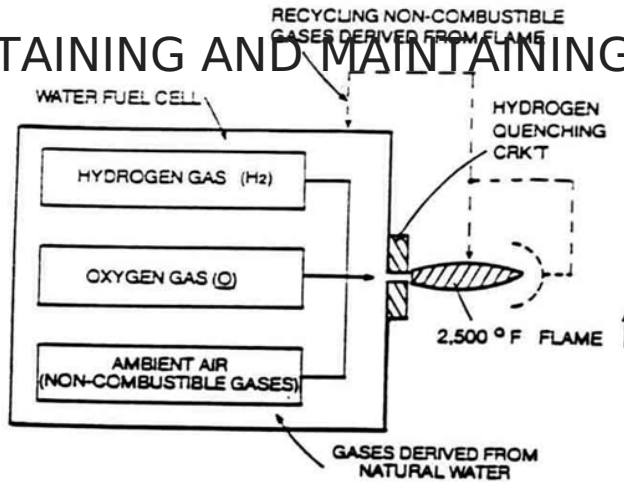 RECYCLING NON-COMBUSTIBLE
GASES DERIVED FROM FLAME
TAINING AND MAINTAINING
WATER FUEL CELL
HYDROGEN
QUENCHING
CRK'T
HYDROGEN GAS (H2)
OXYGEN GAS (O)
2,500 °F FLAME
AMBIENT AIR
(NON-COMBUSTIBLE GASES)
GASES DERIVED FROM
NATURAL WATER